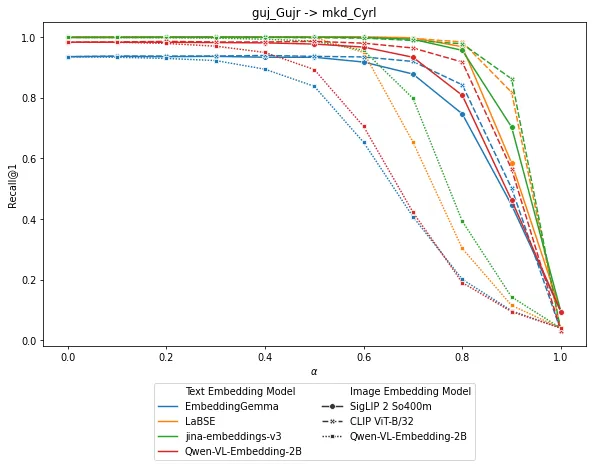 guj_Gujr -> mkd_Cyrl
Recall@1
1.0
0.8
0.6
0.4
0.2
0.0
0.0 0.2 0.4 0.6 0.8 1.0
α
Text Embedding Model
EmbeddingGemma
LaBSE
jina-embeddings-v3
Qwen-VL-Embedding-2B
Image Embedding Model
SigLIP 2 So400m
CLIP ViT-B/32
Qwen-VL-Embedding-2B